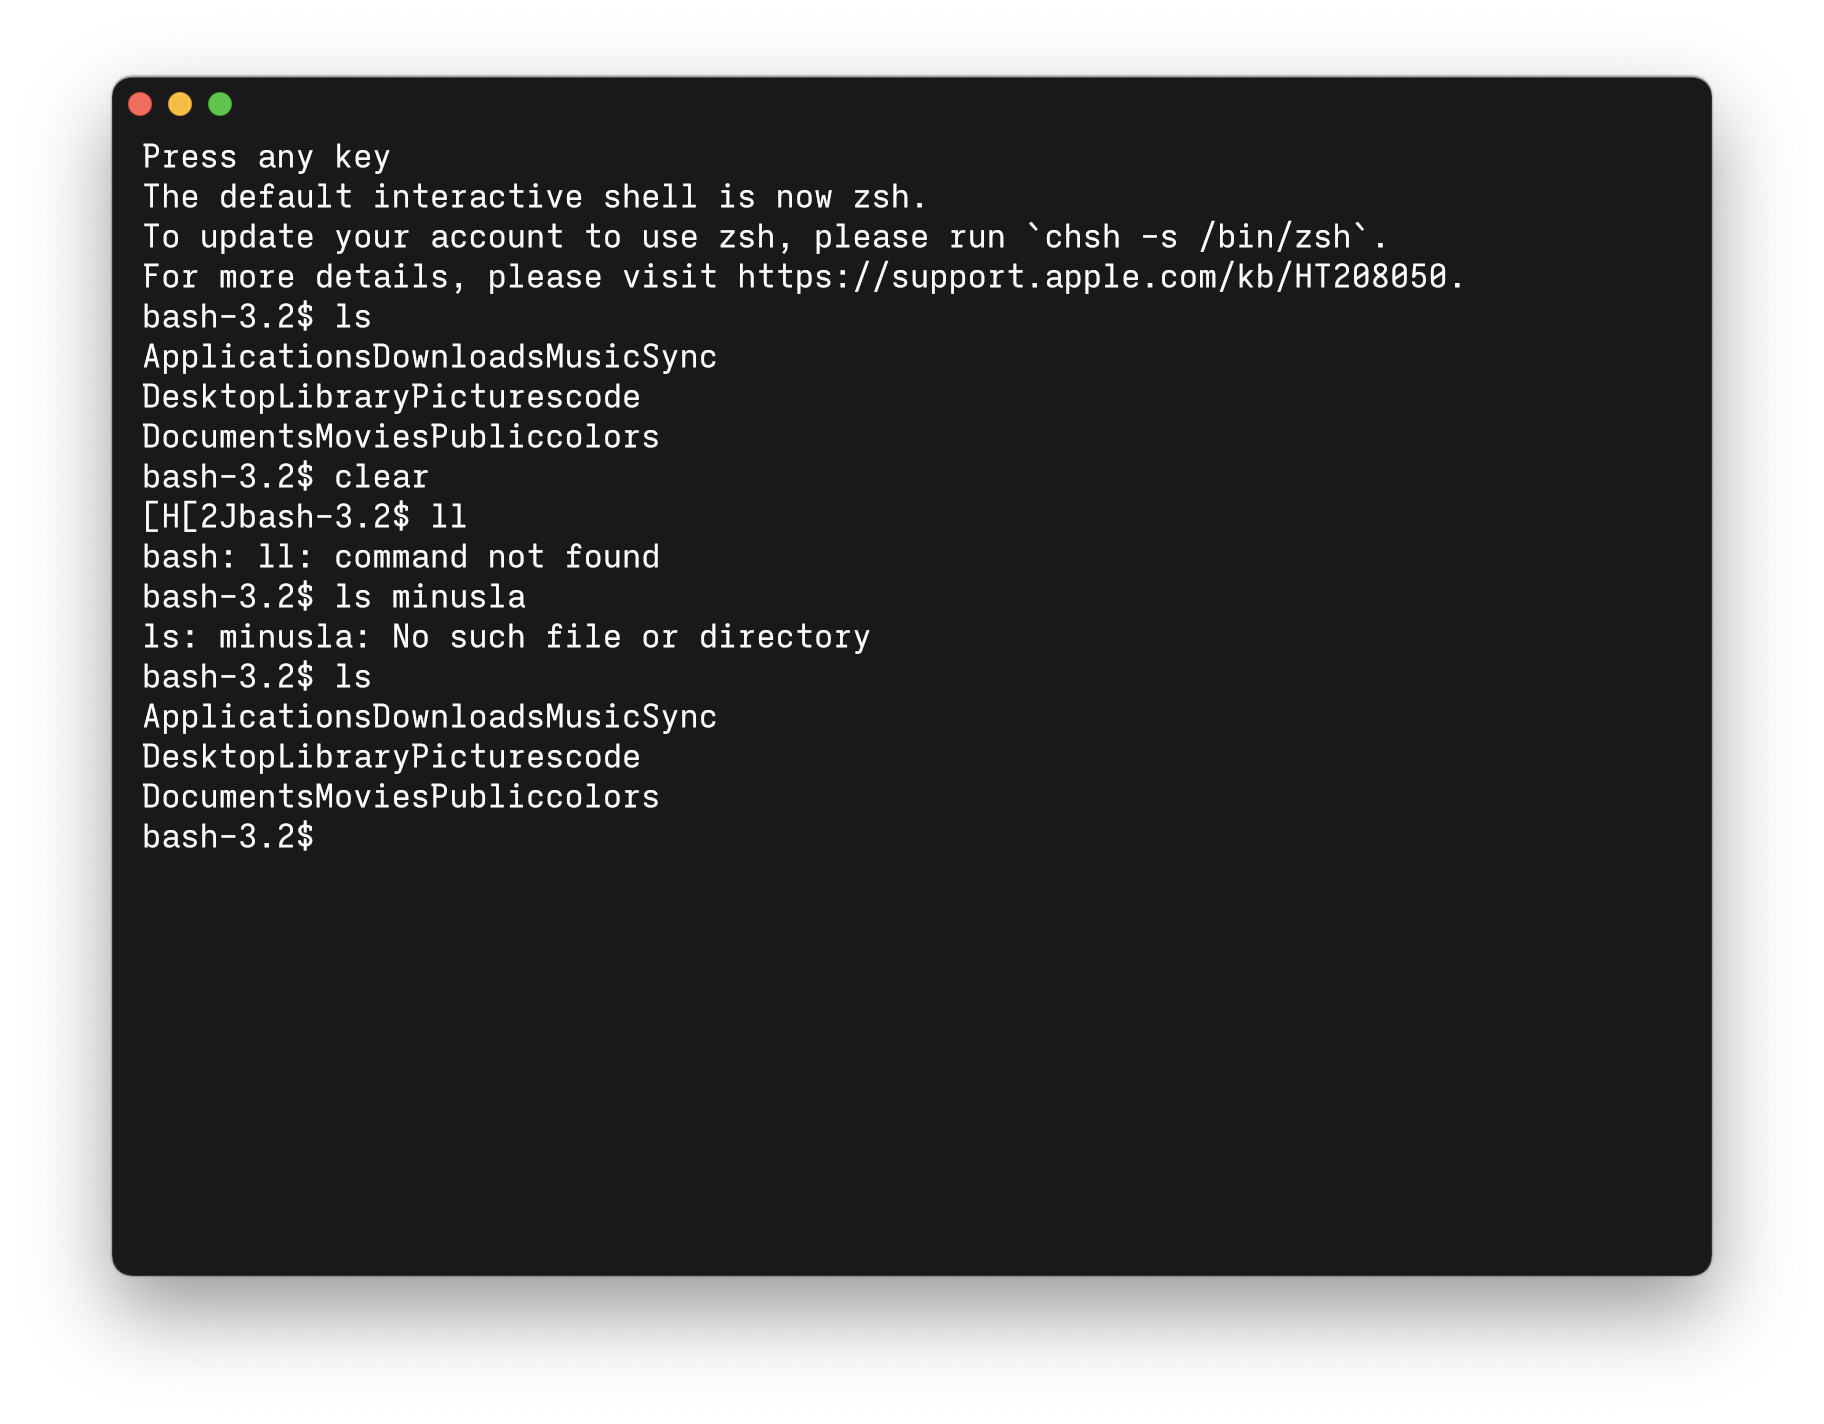 Press any key
The default interactive shell is now zsh.
To update your account to use zsh, please run `chsh -s /bin/zsh`.
For more details, please visit https://support.apple.com/kb/HT208050.
bash-3.2$ ls
ApplicationsDownloadsMusicSync
DesktopLibraryPicturescode
DocumentsMoviesPubliccolors
bash-3.2$ clear
[H[2Jbash-3.2$ ll
bash: ll: command not found
bash-3.2$ ls minusla
ls: minusla: No such file or directory
bash-3.2$ ls
ApplicationsDownloadsMusicSync
DesktopLibraryPicturescode
DocumentsMoviesPubliccolors
bash-3.2$